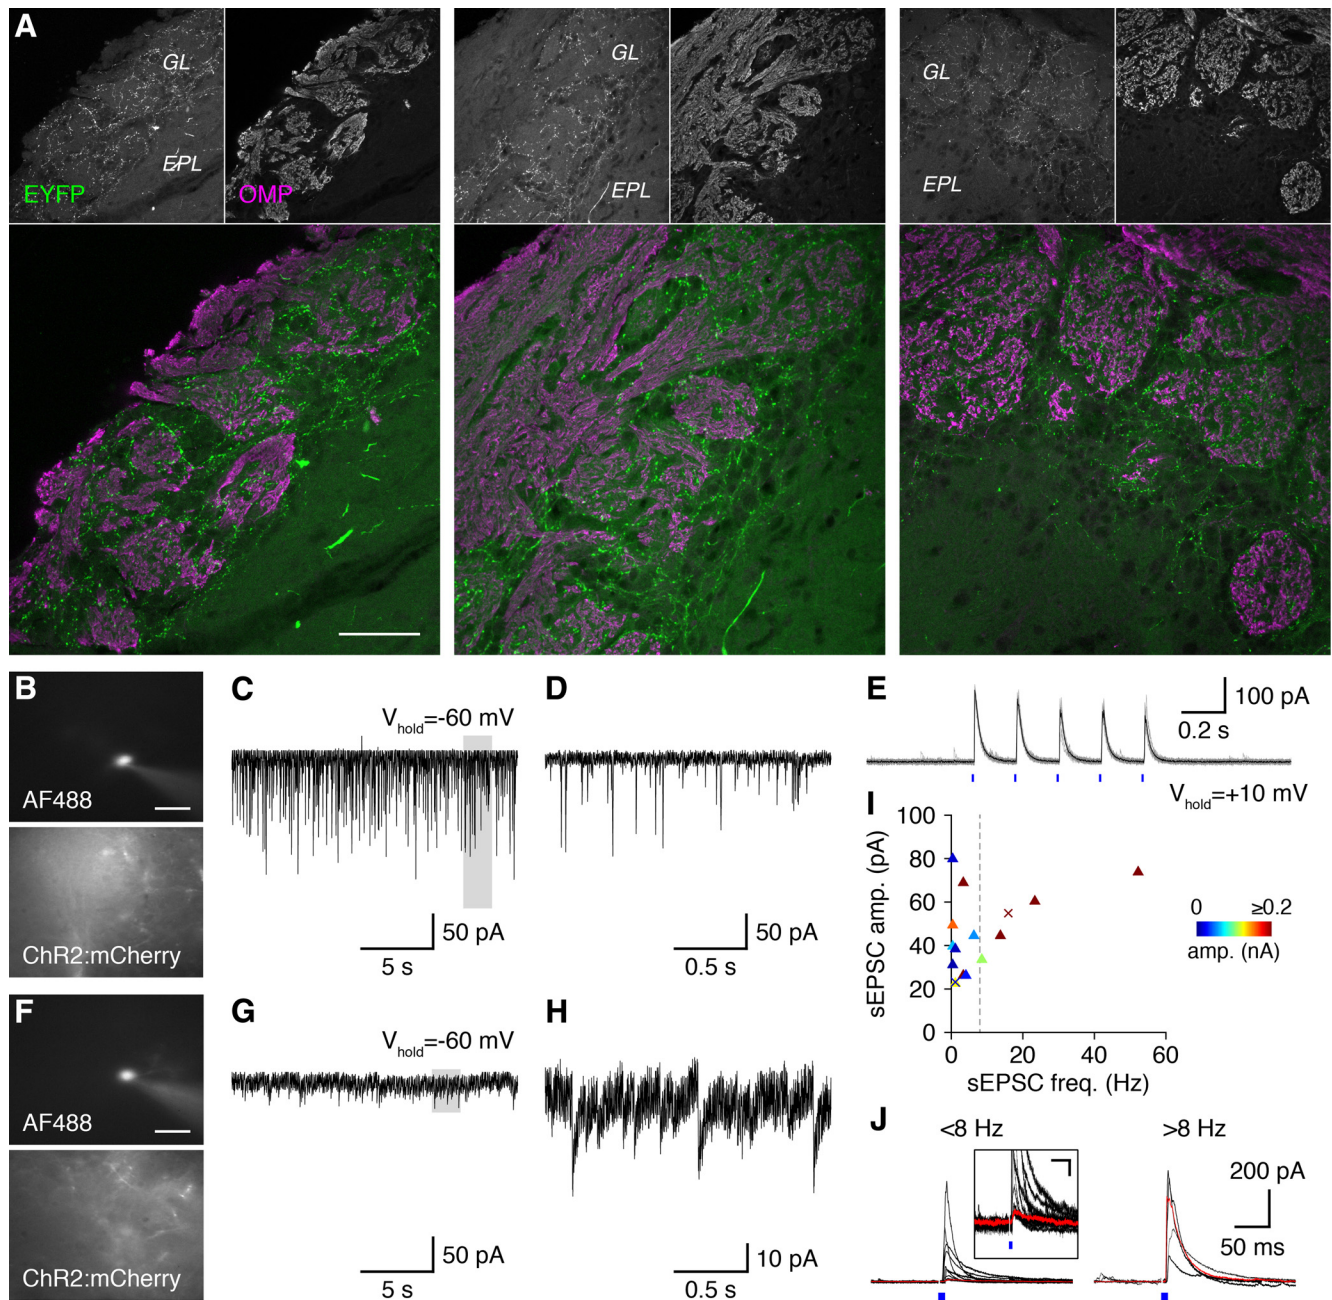 A
GL
EPL
EYFP
OMP
GL
EPL
GL
EPL
B
AF488
ChR2:mCherry
C
Vhold=-60 mV
50 pA
5 s
D
50 pA
0.5 s
E
100 pA
0.2 s
Vhold=+10 mV
F
AF488
ChR2:mCherry
G
Vhold=-60 mV
50 pA
5 s
H
10 pA
0.5 s
I
sEPSC amp. (pA)
100
80
60
40
20
0
0 20 40 60
sEPSC freq. (Hz)
0 ≥0.2
amp. (nA)
J
<8 Hz
>8 Hz
200 pA
50 ms